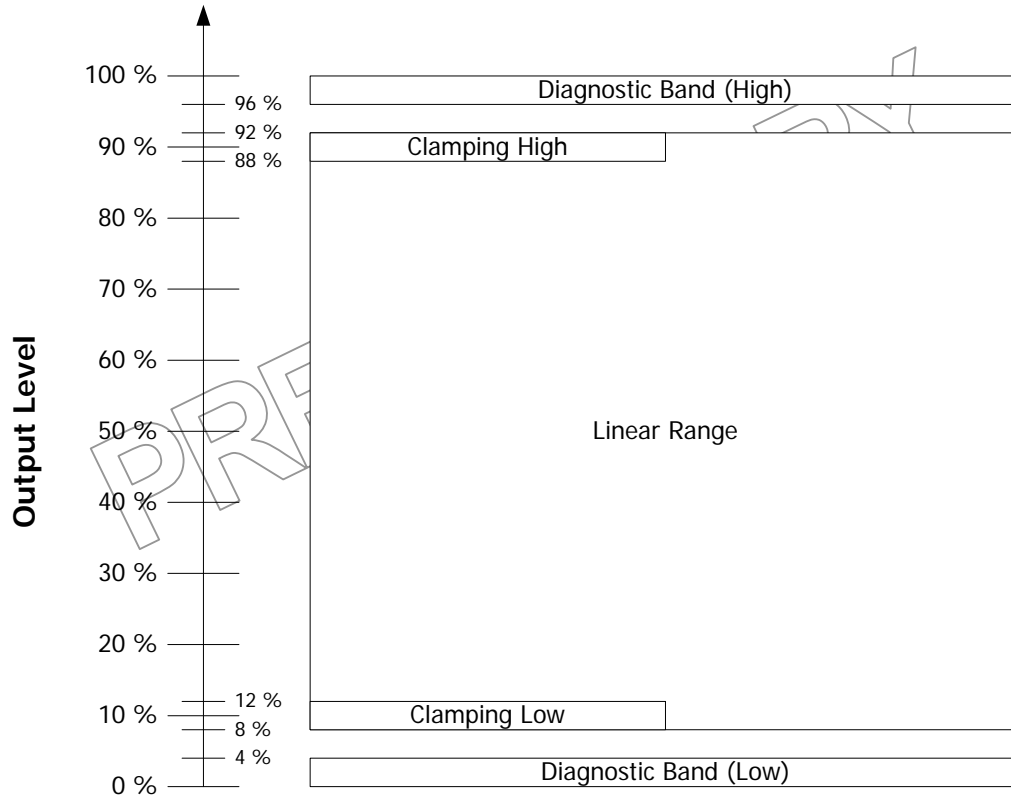 100 %
Diagnostic Band (High)
96 %
92 %
90 %
Clamping High
88 %
80 %
70 %
60 %
Output Level
50 %
Linear Range
40 %
30 %
20 %
12 %
10 %
Clamping Low
8 %
4 %
Diagnostic Band (Low)
0 %